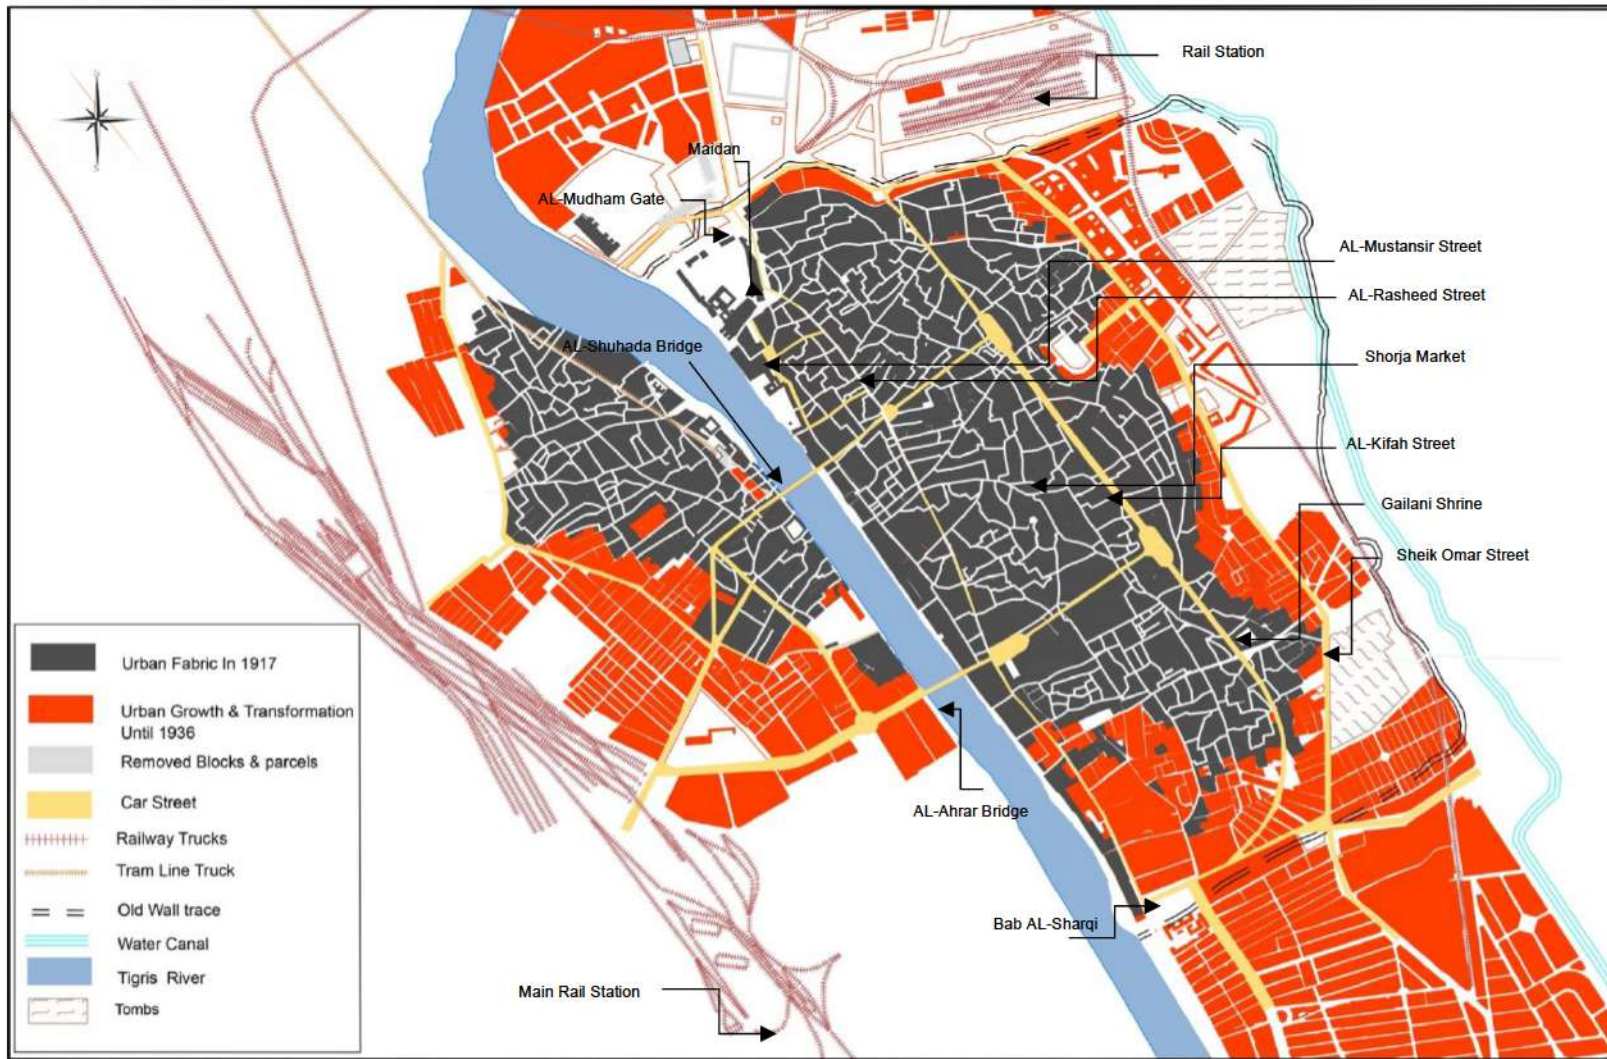 Rail Station
Maidan
AL-Mudham Gate
AL-Mustansir Street
AL-Rasheed Street
AL-Shuhada Bridge
Shorja Market
AL-Kifah Street
Gailani Shrine
Sheik Omar Street
Urban Fabric In 1917
Urban Growth & Transformation
Until 1936
Removed Blocks & parcels
Car Street
Railway Trucks
Tram Line Truck
Old Wall trace
Water Canal
Tigris River
Tombs
AL-Ahrar Bridge
Bab AL-Sharqi
Main Rail Station